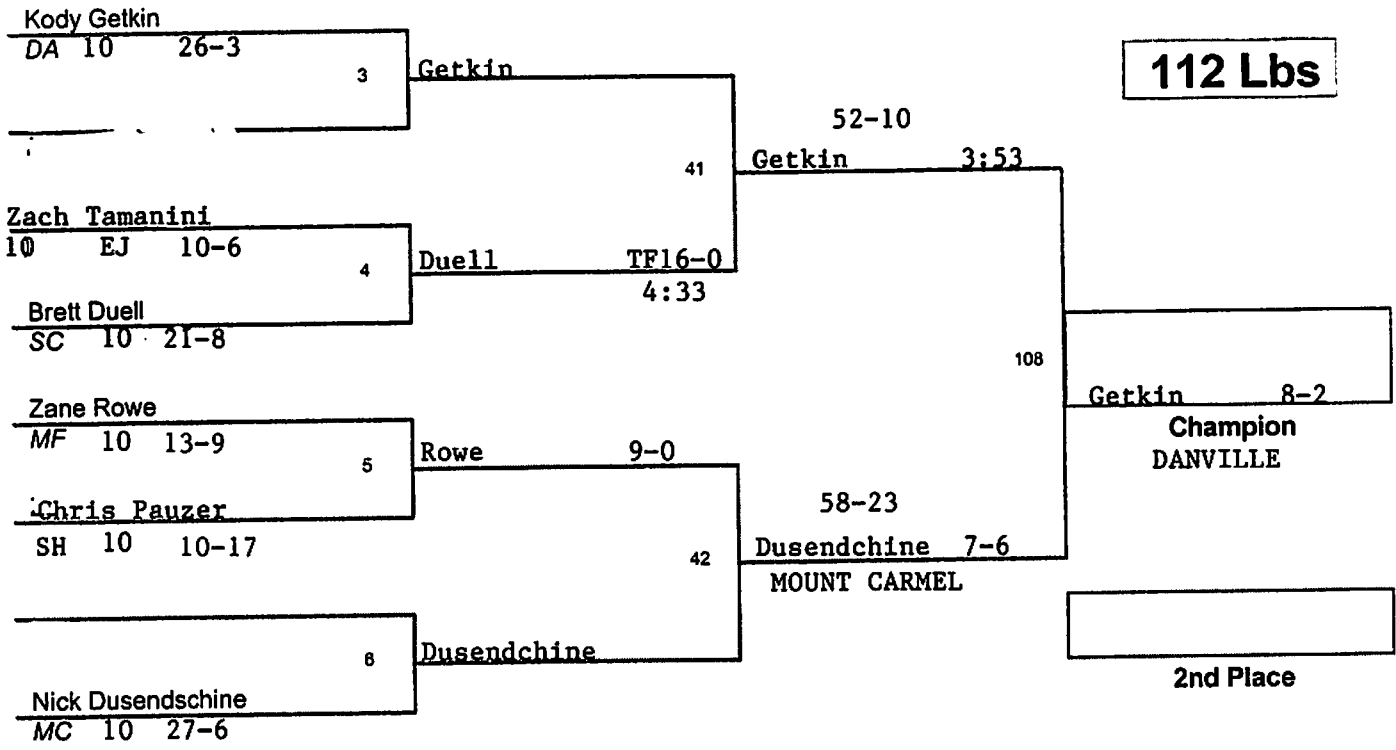 Kody Getkin
DA 10 26-3
3
Getkin
112 Lbs
52-10
41
Getkin 3:53
Zach Tamanini
10 EJ 10-6
4
Duell TF16-0
4:33
Brett Duell
SC 10 21-8
108
Getkin 8-2
Champion
DANVILLE
Zane Rowe
MF 10 13-9
5
Rowe 9-0
Chris Pauzer
SH 10 10-17
58-23
42
Dusendchine 7-6
MOUNT CARMEL
6
Dusendchine
Nick Dusendschine
MC 10 27-6
2nd Place